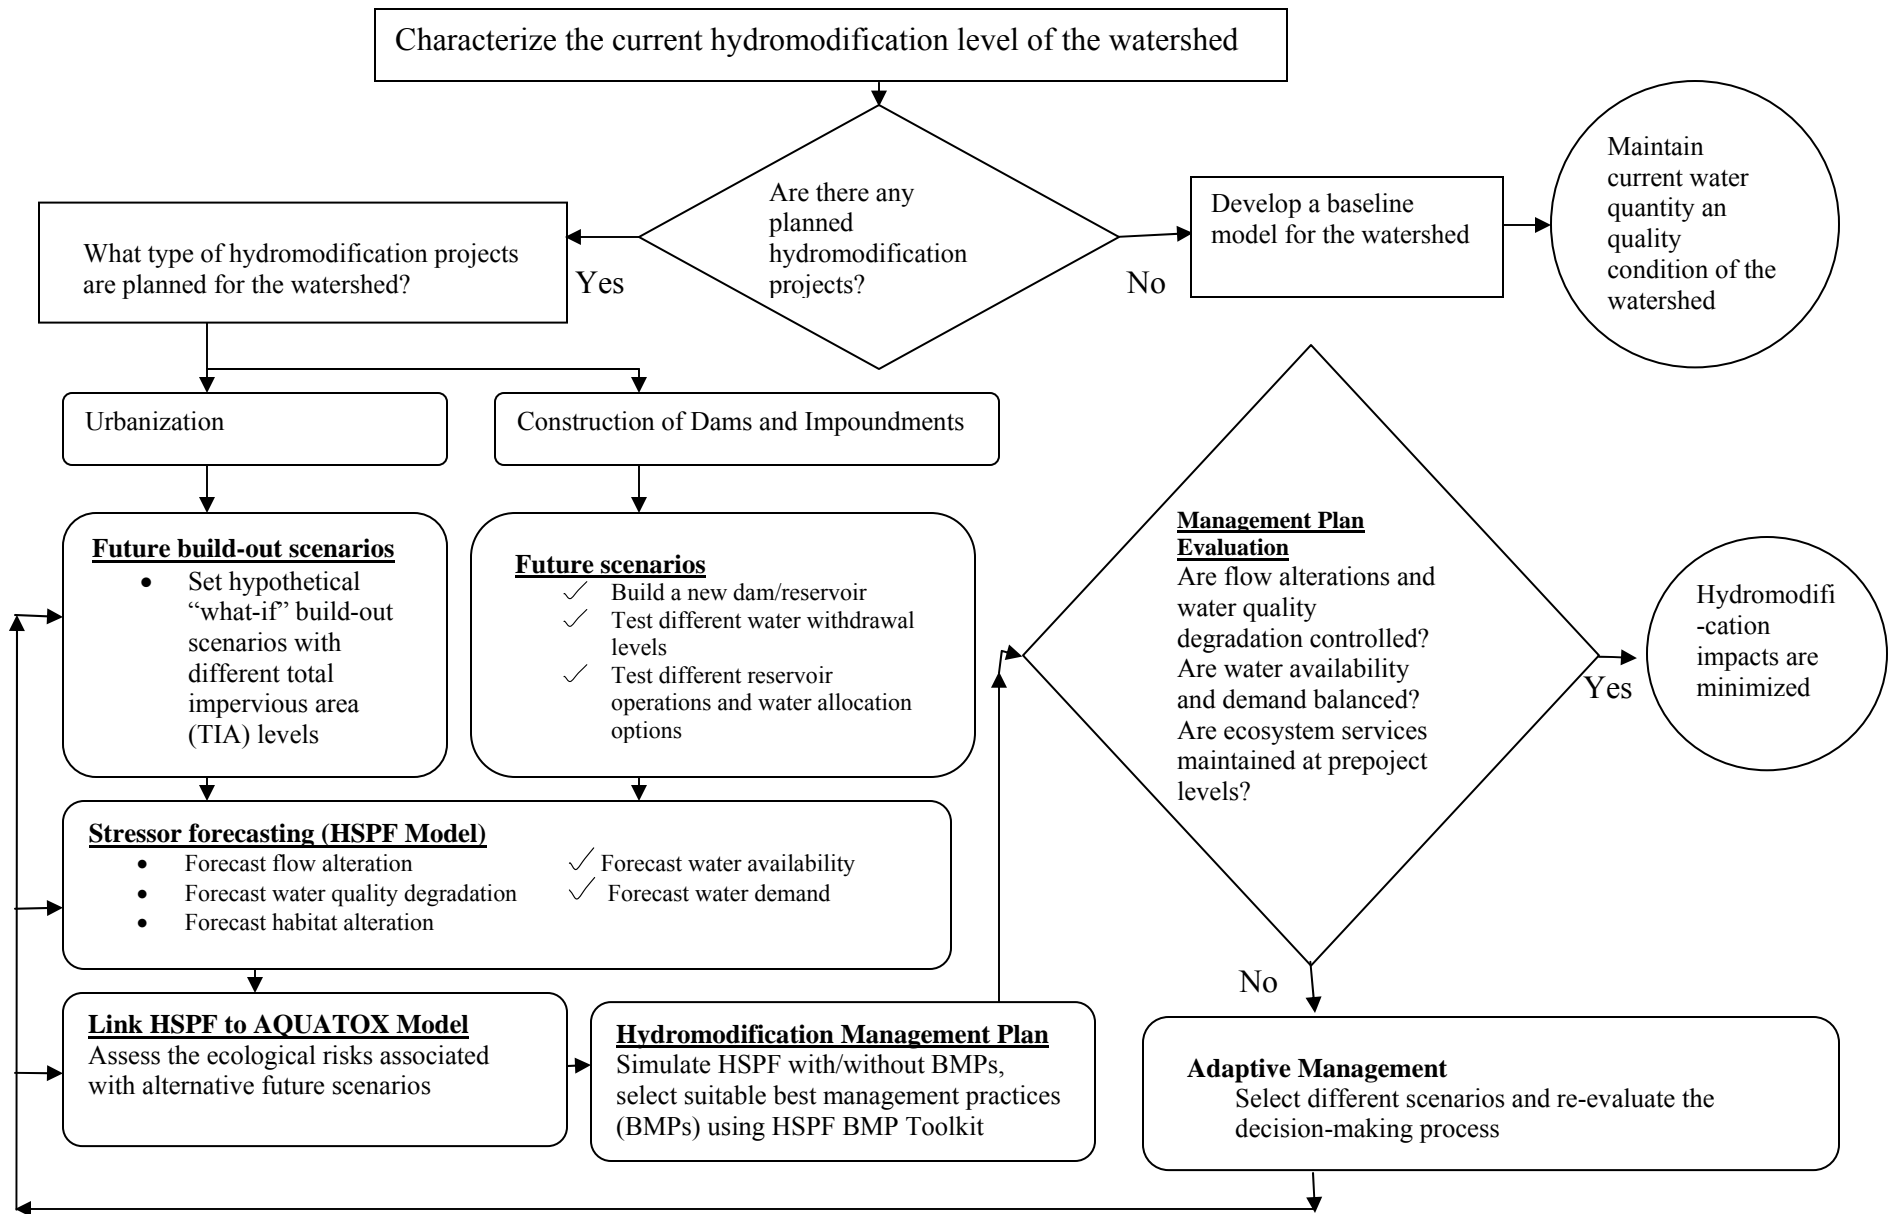 Characterize the current hydromodification level of the watershed
Are there any
planned
hydromodification
projects?
Yes
No
What type of hydromodification projects
are planned for the watershed?
Develop a baseline
model for the watershed
Maintain
current water
quantity an
quality
condition of the
watershed
Urbanization
Construction of Dams and Impoundments
Future build-out scenarios
• Set hypothetical
“what-if” build-out
scenarios with
different total
impervious area
(TIA) levels
Future scenarios
✓ Build a new dam/reservoir
✓ Test different water withdrawal
levels
✓ Test different reservoir
operations and water allocation
options
Stressor forecasting (HSPF Model)
• Forecast flow alteration
• Forecast water quality degradation
• Forecast habitat alteration
✓ Forecast water availability
✓ Forecast water demand
Link HSPF to AQUATOX Model
Assess the ecological risks associated
with alternative future scenarios
Hydromodification Management Plan
Simulate HSPF with/without BMPs,
select suitable best management practices
(BMPs) using HSPF BMP Toolkit
Management Plan
Evaluation
Are flow alterations and
water quality
degradation controlled?
Are water availability
and demand balanced?
Are ecosystem services
maintained at prepoject
levels?
Yes
Hydromodifi
-cation
impacts are
minimized
No
Adaptive Management
Select different scenarios and re-evaluate the
decision-making process